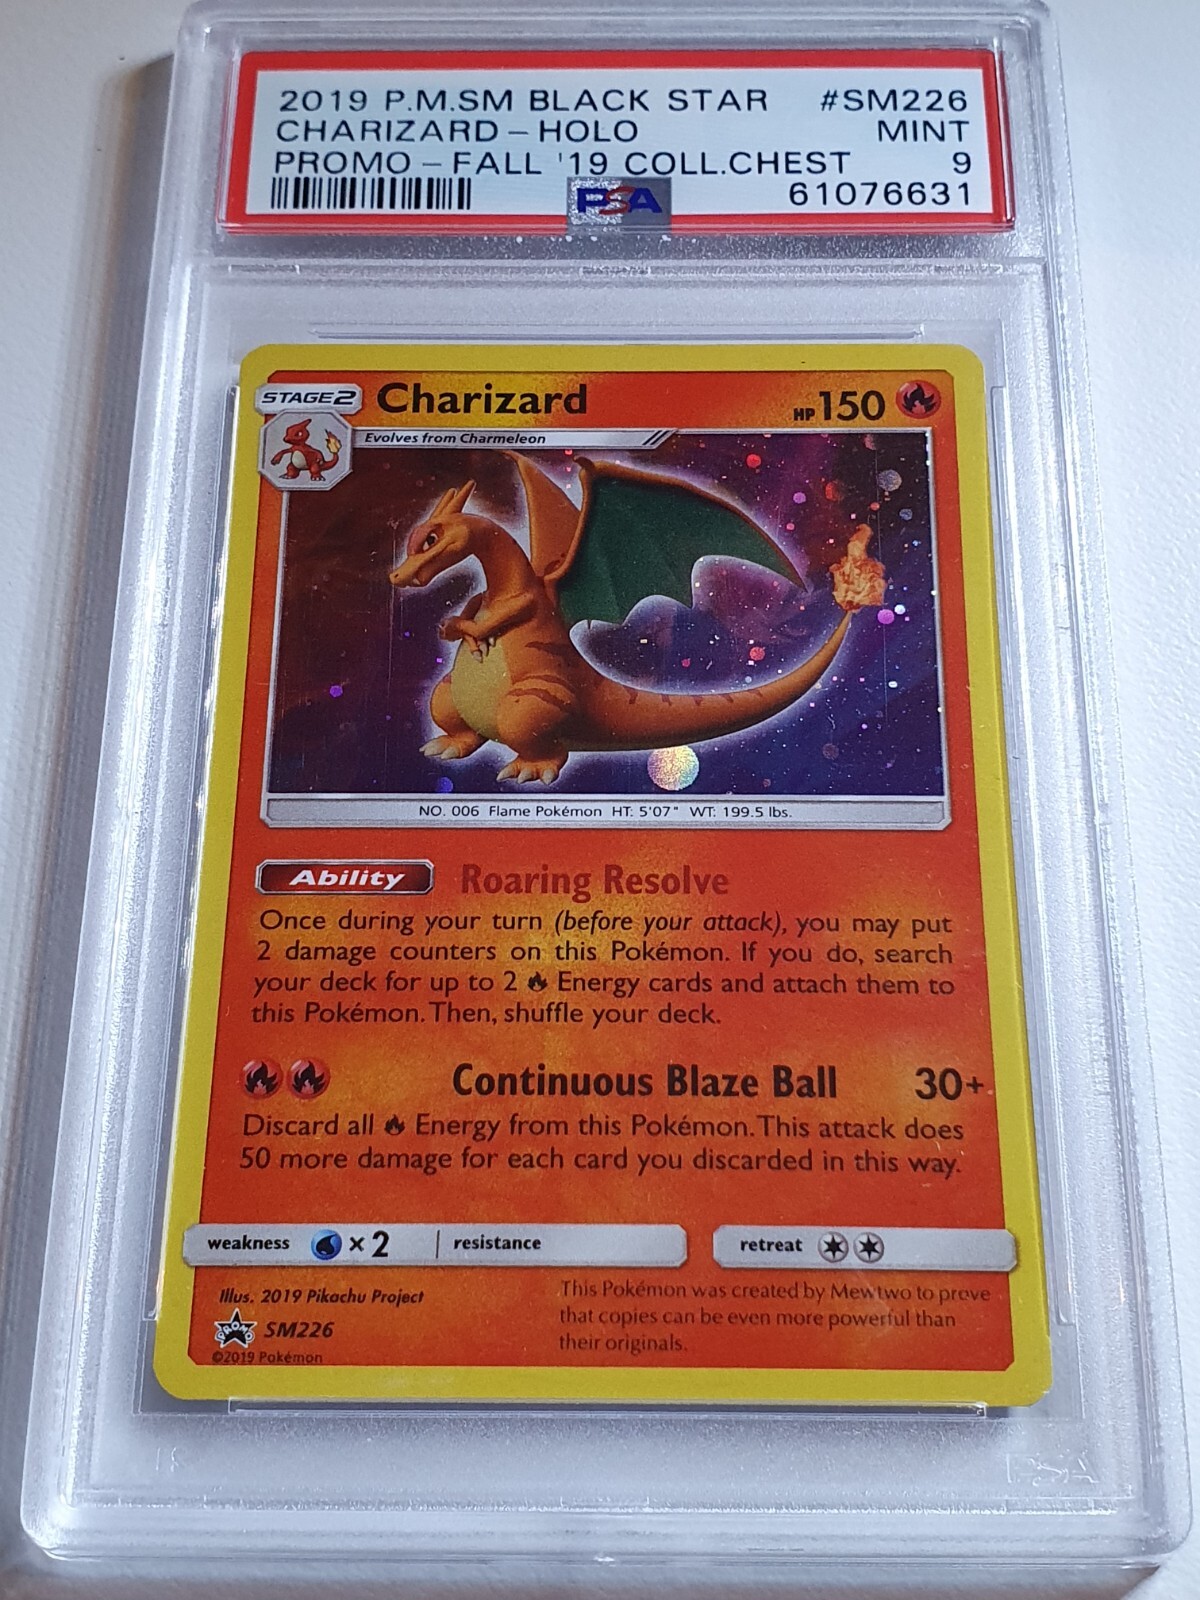 2019 P.M.SM BLACK STAR #SM226
CHARIZARD - HOLO MINT
PROMO - FALL '19 COLL.CHEST 9
PSA 61076631
STAGE2 Charizard HP 150
Evolves from Charmeleon
NO. 006 Flame Pokémon HT: 5'07" WT: 199.5 lbs.
Ability Roaring Resolve
Once during your turn (before your attack), you may put
2 damage counters on this Pokémon. If you do, search
your deck for up to 2 Energy cards and attach them to
this Pokémon. Then, shuffle your deck.
Continuous Blaze Ball 30+
Discard all Energy from this Pokémon. This attack does
50 more damage for each card you discarded in this way.
weakness × 2 resistance retreat
Illus. 2019 Pikachu Project
PROMO SM226
©2019 Pokémon
This Pokémon was created by Mewtwo to prove
that copies can be even more powerful than
their originals.
PSA